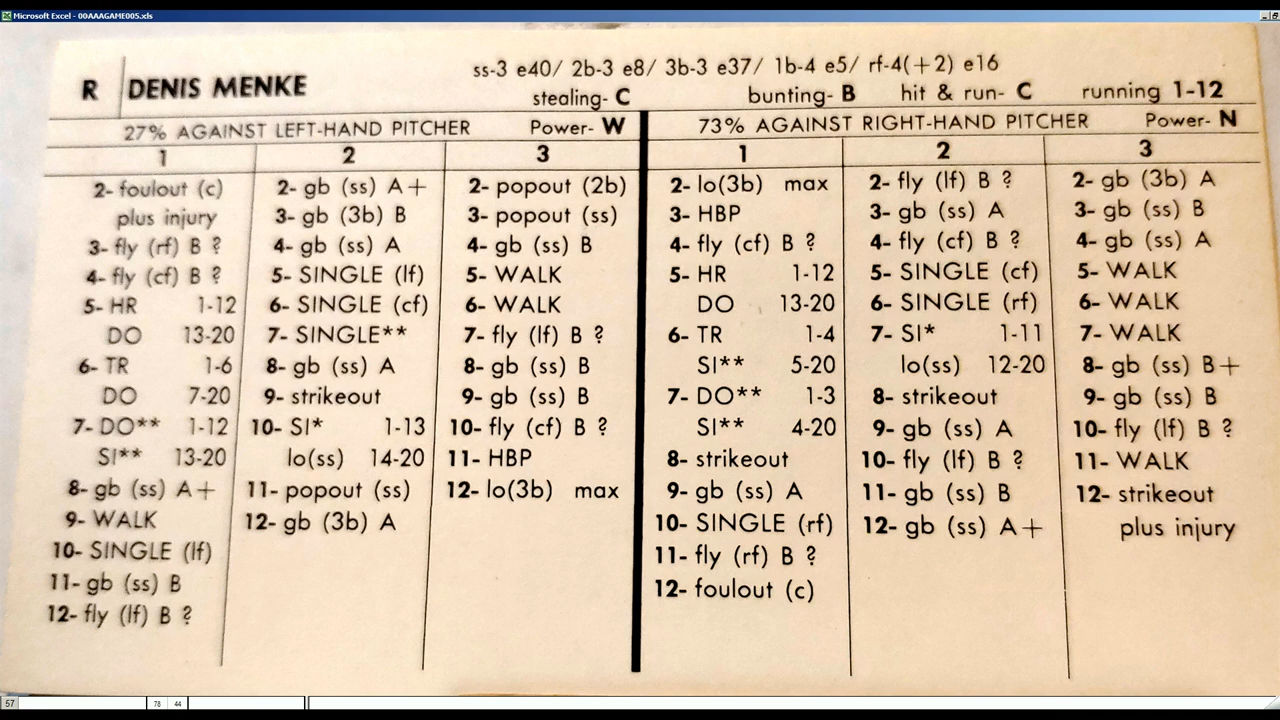 Microsoft Excel - 00AAAGAME005.xls
R DENIS MENKE
ss-3 e40/ 2b-3 e8/ 3b-3 e37/ 1b-4 e5/ rf-4(+2) e16
stealing- C bunting- B hit & run- C running 1-12
27% AGAINST LEFT-HAND PITCHER Power- W
1 2 3
2- foulout (c)
plus injury
3- fly (rf) B ?
4- fly (cf) B ?
5- HR 1-12
DO 13-20
6- TR 1-6
DO 7-20
7- DO** 1-12
SI** 13-20
8- gb (ss) A+
9- WALK
10- SINGLE (lf)
11- gb (ss) B
12- fly (lf) B ?
2- gb (ss) A+
3- gb (3b) B
4- gb (ss) A
5- SINGLE (lf)
6- SINGLE (cf)
7- SINGLE**
8- gb (ss) A
9- strikeout
10- SI* 1-13
lo(ss) 14-20
11- popout (ss)
12- gb (3b) A
2- popout (2b)
3- popout (ss)
4- gb (ss) B
5- WALK
6- WALK
7- fly (lf) B ?
8- gb (ss) B
9- gb (ss) B
10- fly (cf) B ?
11- HBP
12- lo(3b) max
73% AGAINST RIGHT-HAND PITCHER Power- N
1 2 3
2- lo(3b) max
3- HBP
4- fly (cf) B ?
5- HR 1-12
DO 13-20
6- TR 1-4
SI** 5-20
7- DO** 1-3
SI** 4-20
8- strikeout
9- gb (ss) A
10- SINGLE (rf)
11- fly (rf) B ?
12- foulout (c)
2- fly (lf) B ?
3- gb (ss) A
4- fly (cf) B ?
5- SINGLE (cf)
6- SINGLE (rf)
7- SI* 1-11
lo(ss) 12-20
8- strikeout
9- gb (ss) A
10- fly (lf) B ?
11- gb (ss) B
12- gb (ss) A+
2- gb (3b) A
3- gb (ss) B
4- gb (ss) A
5- WALK
6- WALK
7- WALK
8- gb (ss) B+
9- gb (ss) B
10- fly (lf) B ?
11- WALK
12- strikeout
plus injury
57 78 44